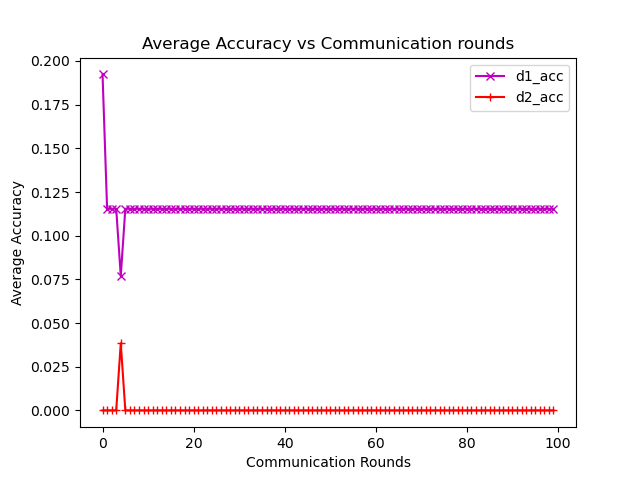 Average Accuracy vs Communication rounds
0.200
0.175
0.150
0.125
0.100
0.075
0.050
0.025
0.000
Average Accuracy
d1_acc
d2_acc
0 20 40 60 80 100
Communication Rounds